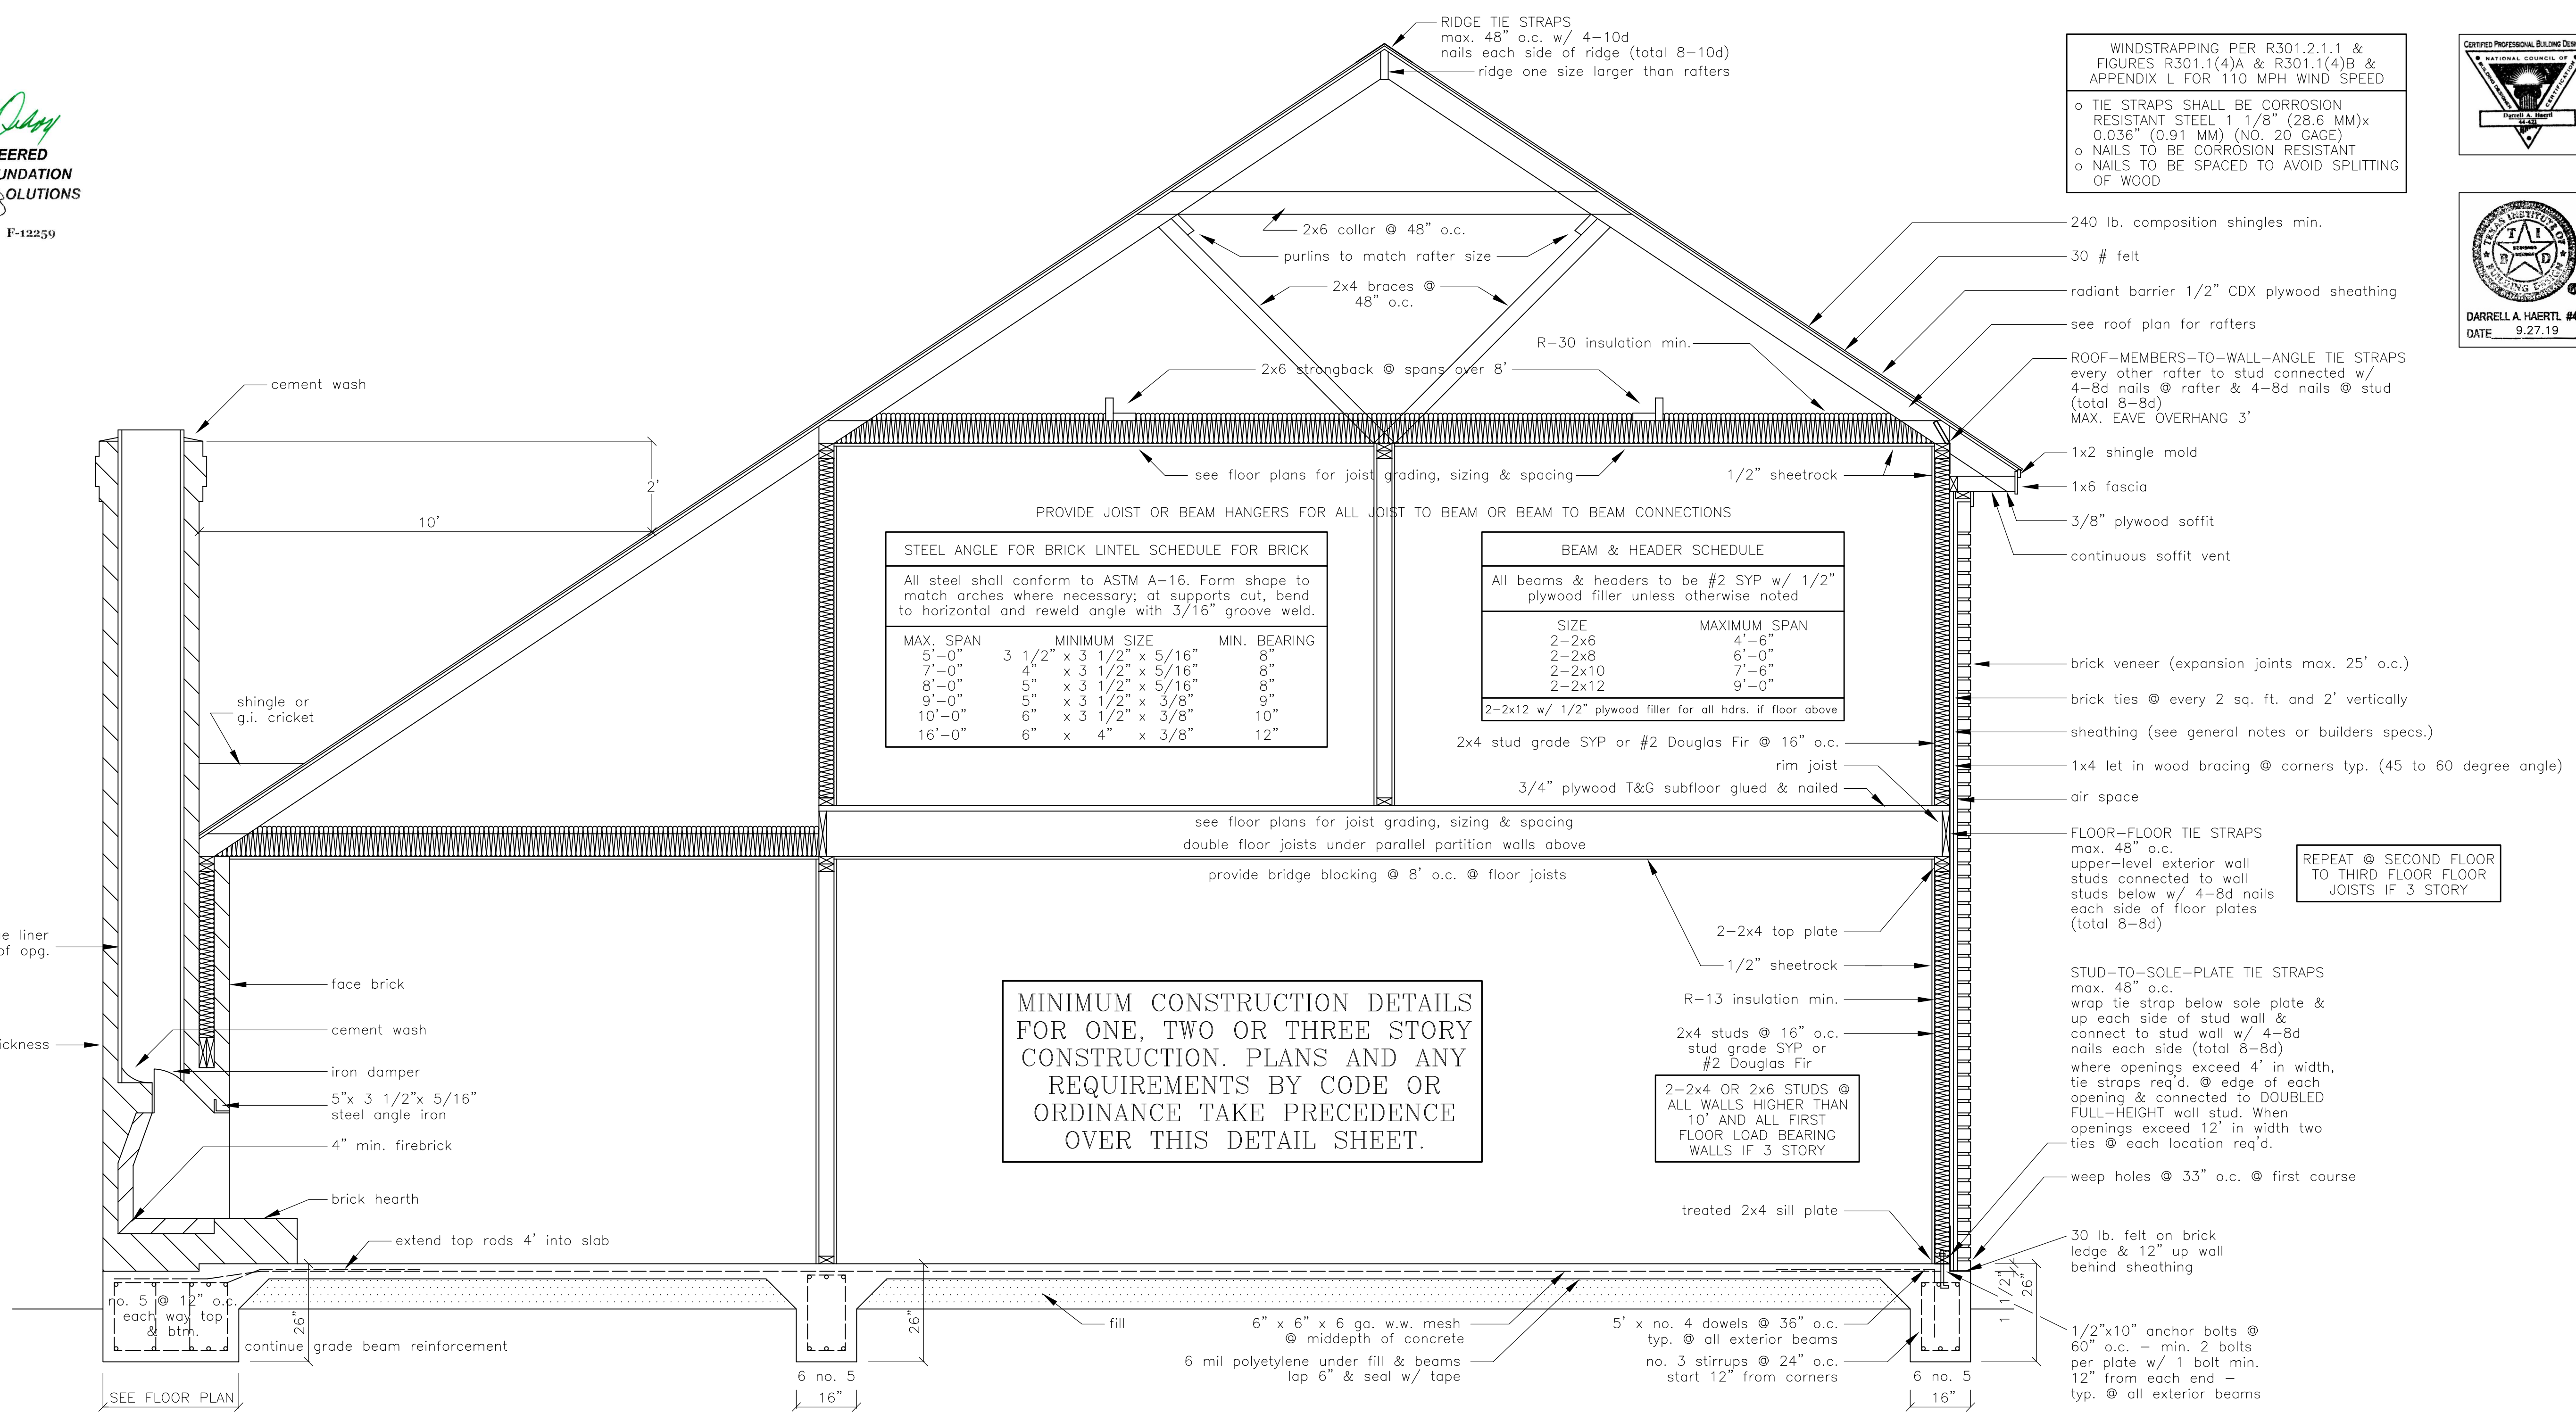 EERED
UNDATION
SOLUTIONS
F-12259
RIDGE TIE STRAPS
max. 48" o.c. w/ 4-10d
nails each side of ridge (total 8-10d)
ridge one size larger than rafters
WINDSTRAPPING PER R301.2.1.1 &
FIGURES R301.1(4)A & R301.1(4)B &
APPENDIX L FOR 110 MPH WIND SPEED
o TIE STRAPS SHALL BE CORROSION
RESISTANT STEEL 1 1/8" (28.6 MM)x
0.036" (0.91 MM) (NO. 20 GAGE)
o NAILS TO BE CORROSION RESISTANT
o NAILS TO BE SPACED TO AVOID SPLITTING
OF WOOD
CERTIFIED PROFESSIONAL BUILDING DES
NATIONAL COUNCIL OF
BUILDING DESIGNER
CERTIFICATION
Darrell A. Haertl
44-421
TEXAS INSTITUTE OF
BUILDING DESIGN
T I
B D
DARRELL A. HAERTL #
DATE 9.27.19
2x6 collar @ 48" o.c.
purlins to match rafter size
2x4 braces @
48" o.c.
R-30 insulation min.
2x6 strongback @ spans over 8'
240 lb. composition shingles min.
30 # felt
radiant barrier 1/2" CDX plywood sheathing
see roof plan for rafters
ROOF-MEMBERS-TO-WALL-ANGLE TIE STRAPS
every other rafter to stud connected w/
4-8d nails @ rafter & 4-8d nails @ stud
(total 8-8d)
MAX. EAVE OVERHANG 3'
1x2 shingle mold
1x6 fascia
3/8" plywood soffit
continuous soffit vent
cement wash
2'
10'
see floor plans for joist grading, sizing & spacing
1/2" sheetrock
PROVIDE JOIST OR BEAM HANGERS FOR ALL JOIST TO BEAM OR BEAM TO BEAM CONNECTIONS
STEEL ANGLE FOR BRICK LINTEL SCHEDULE FOR BRICK
All steel shall conform to ASTM A-16. Form shape to
match arches where necessary; at supports cut, bend
to horizontal and reweld angle with 3/16" groove weld.
MAX. SPAN MINIMUM SIZE MIN. BEARING
5'-0" 3 1/2" x 3 1/2" x 5/16" 8"
7'-0" 4" x 3 1/2" x 5/16" 8"
8'-0" 5" x 3 1/2" x 5/16" 8"
9'-0" 5" x 3 1/2" x 3/8" 9"
10'-0" 6" x 3 1/2" x 3/8" 10"
16'-0" 6" x 4" x 3/8" 12"
BEAM & HEADER SCHEDULE
All beams & headers to be #2 SYP w/ 1/2"
plywood filler unless otherwise noted
SIZE MAXIMUM SPAN
2-2x6 4'-6"
2-2x8 6'-0"
2-2x10 7'-6"
2-2x12 9'-0"
2-2x12 w/ 1/2" plywood filler for all hdrs. if floor above
2x4 stud grade SYP or #2 Douglas Fir @ 16" o.c.
rim joist
3/4" plywood T&G subfloor glued & nailed
brick veneer (expansion joints max. 25' o.c.)
brick ties @ every 2 sq. ft. and 2' vertically
sheathing (see general notes or builders specs.)
1x4 let in wood bracing @ corners typ. (45 to 60 degree angle)
air space
shingle or
g.i. cricket
see floor plans for joist grading, sizing & spacing
double floor joists under parallel partition walls above
provide bridge blocking @ 8' o.c. @ floor joists
FLOOR-FLOOR TIE STRAPS
max. 48" o.c.
upper-level exterior wall
studs connected to wall
studs below w/ 4-8d nails
each side of floor plates
(total 8-8d)
REPEAT @ SECOND FLOOR
TO THIRD FLOOR FLOOR
JOISTS IF 3 STORY
e liner
of opg.
face brick
cement wash
ickness
iron damper
5"x 3 1/2"x 5/16"
steel angle iron
4" min. firebrick
brick hearth
MINIMUM CONSTRUCTION DETAILS
FOR ONE, TWO OR THREE STORY
CONSTRUCTION. PLANS AND ANY
REQUIREMENTS BY CODE OR
ORDINANCE TAKE PRECEDENCE
OVER THIS DETAIL SHEET.
2-2x4 top plate
1/2" sheetrock
R-13 insulation min.
2x4 studs @ 16" o.c.
stud grade SYP or
#2 Douglas Fir
2-2x4 OR 2x6 STUDS @
ALL WALLS HIGHER THAN
10' AND ALL FIRST
FLOOR LOAD BEARING
WALLS IF 3 STORY
treated 2x4 sill plate
STUD-TO-SOLE-PLATE TIE STRAPS
max. 48" o.c.
wrap tie strap below sole plate &
up each side of stud wall &
connect to stud wall w/ 4-8d
nails each side (total 8-8d)
where openings exceed 4' in width,
tie straps req'd. @ edge of each
opening & connected to DOUBLED
FULL-HEIGHT wall stud. When
openings exceed 12' in width two
ties @ each location req'd.
weep holes @ 33" o.c. @ first course
30 lb. felt on brick
ledge & 12" up wall
behind sheathing
extend top rods 4' into slab
no. 5 @ 12" o.c.
each way top
& btm.
26"
continue grade beam reinforcement
SEE FLOOR PLAN
26"
6 no. 5
16"
fill
6" x 6" x 6 ga. w.w. mesh
@ middepth of concrete
6 mil polyetylene under fill & beams
lap 6" & seal w/ tape
5' x no. 4 dowels @ 36" o.c.
typ. @ all exterior beams
no. 3 stirrups @ 24" o.c.
start 12" from corners
6 no. 5
16"
1 1/2"
26"
1/2"x10" anchor bolts @
60" o.c. - min. 2 bolts
per plate w/ 1 bolt min.
12" from each end -
typ. @ all exterior beams